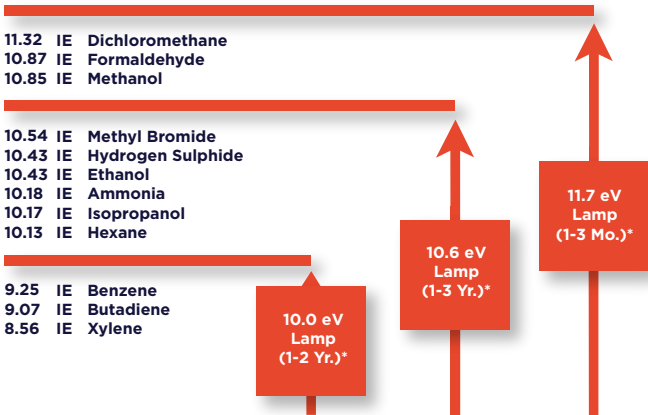 11.32 IE Dichloromethane
10.87 IE Formaldehyde
10.85 IE Methanol
10.54 IE Methyl Bromide
10.43 IE Hydrogen Sulphide
10.43 IE Ethanol
10.18 IE Ammonia
10.17 IE Isopropanol
10.13 IE Hexane
9.25 IE Benzene
9.07 IE Butadiene
8.56 IE Xylene
10.0 eV
Lamp
(1-2 Yr.)*
10.6 eV
Lamp
(1-3 Yr.)*
11.7 eV
Lamp
(1-3 Mo.)*